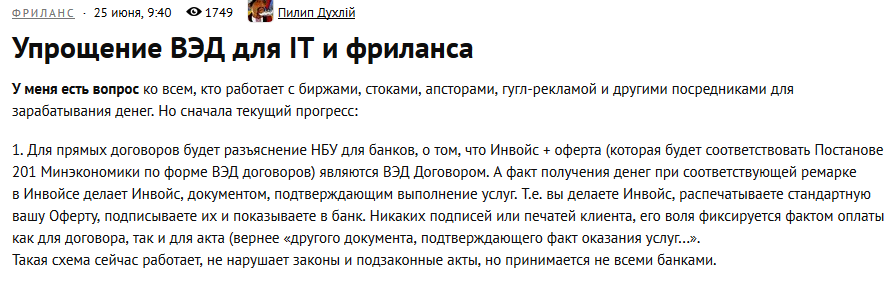 ФРИЛАНС · 25 июня, 9:40 1749 Пилип Духлій
Упрощение ВЭД для IT и фриланса
У меня есть вопрос ко всем, кто работает с биржами, стоками, апсторами, гугл-рекламой и другими посредниками для
зарабатывания денег. Но сначала текущий прогресс:
1. Для прямых договоров будет разъяснение НБУ для банков, о том, что Инвойс + оферта (которая будет соответствовать Постанове
201 Минэкономики по форме ВЭД договоров) являются ВЭД Договором. А факт получения денег при соответствующей ремарке
в Инвойсе делает Инвойс, документом, подтверждающим выполнение услуг. Т.е. вы делаете Инвойс, распечатываете стандартную
вашу Оферту, подписываете их и показываете в банк. Никаких подписей или печатей клиента, его воля фиксируется фактом оплаты
как для договора, так и для акта (вернее «другого документа, подтверждающего факт оказания услуг...».
Такая схема сейчас работает, не нарушает законы и подзаконные акты, но принимается не всеми банками.